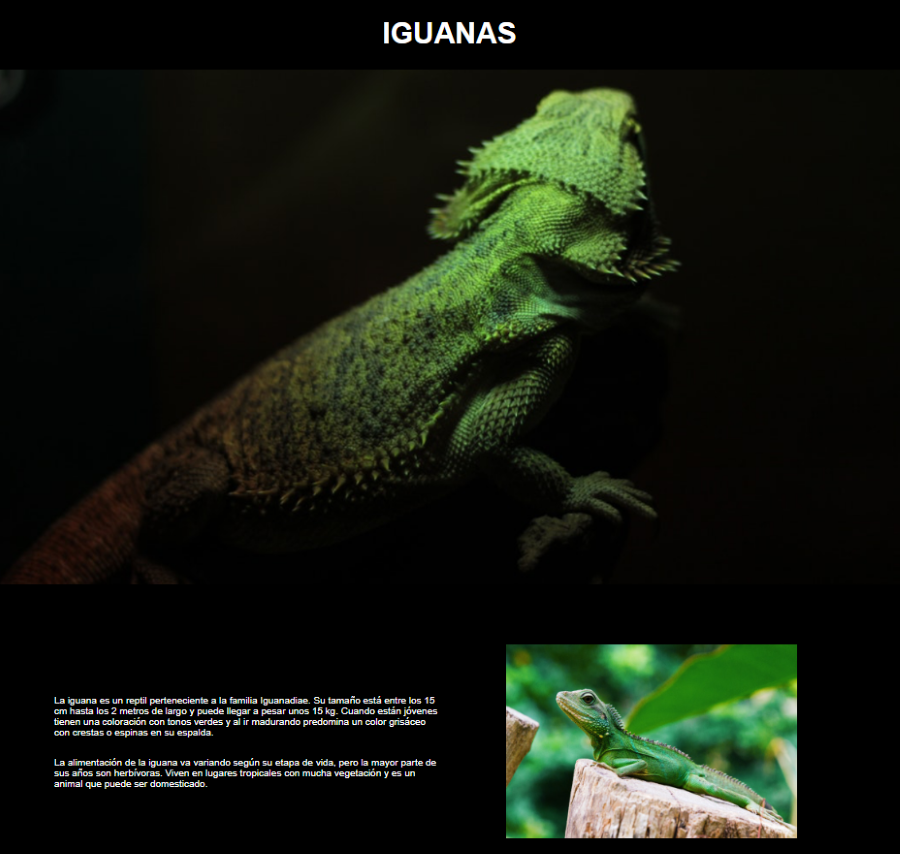 IGUANAS
La iguana es un reptil perteneciente a la familia Iguanadiae. Su tamaño está entre los 15
cm hasta los 2 metros de largo y puede llegar a pesar unos 15 kg. Cuando están jóvenes
tienen una coloración con tonos verdes y al ir madurando predomina un color grisáceo
con crestas o espinas en su espalda.
La alimentación de la iguana va variando según su etapa de vida, pero la mayor parte de
sus años son herbívoras. Viven en lugares tropicales con mucha vegetación y es un
animal que puede ser domesticado.